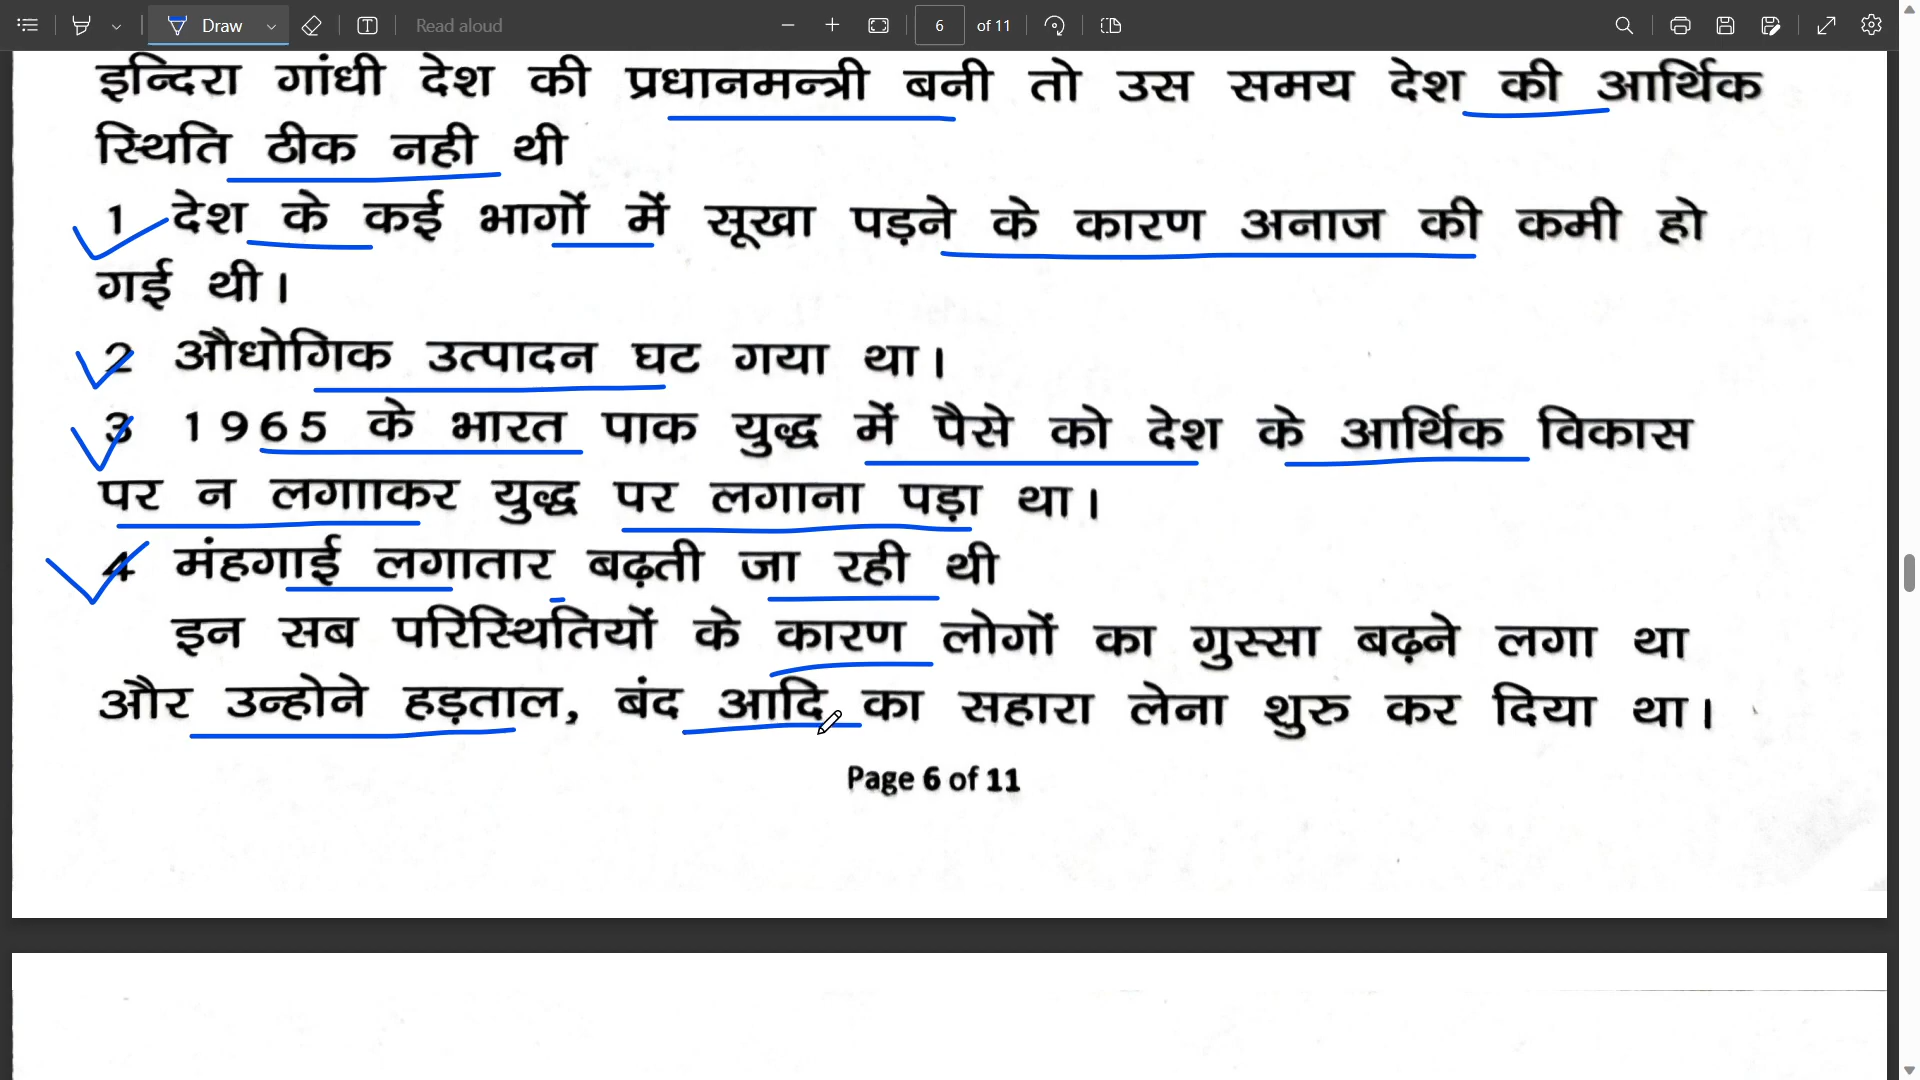 Draw Read aloud 6 of 11
इन्दिरा गांधी देश की प्रधानमन्त्री बनी तो उस समय देश की आर्थिक
स्थिति ठीक नही थी
1 देश के कई भागों में सूखा पड़ने के कारण अनाज की कमी हो
गई थी।
2 औधोगिक उत्पादन घट गया था।
3 1965 के भारत पाक युद्ध में पैसे को देश के आर्थिक विकास
पर न लगााकर युद्ध पर लगाना पड़ा था।
4 मंहगाई लगातार बढ़ती जा रही थी
इन सब परिस्थितियों के कारण लोगों का गुस्सा बढ़ने लगा था
और उन्होने हड़ताल, बंद आदि का सहारा लेना शुरु कर दिया था।
Page 6 of 11